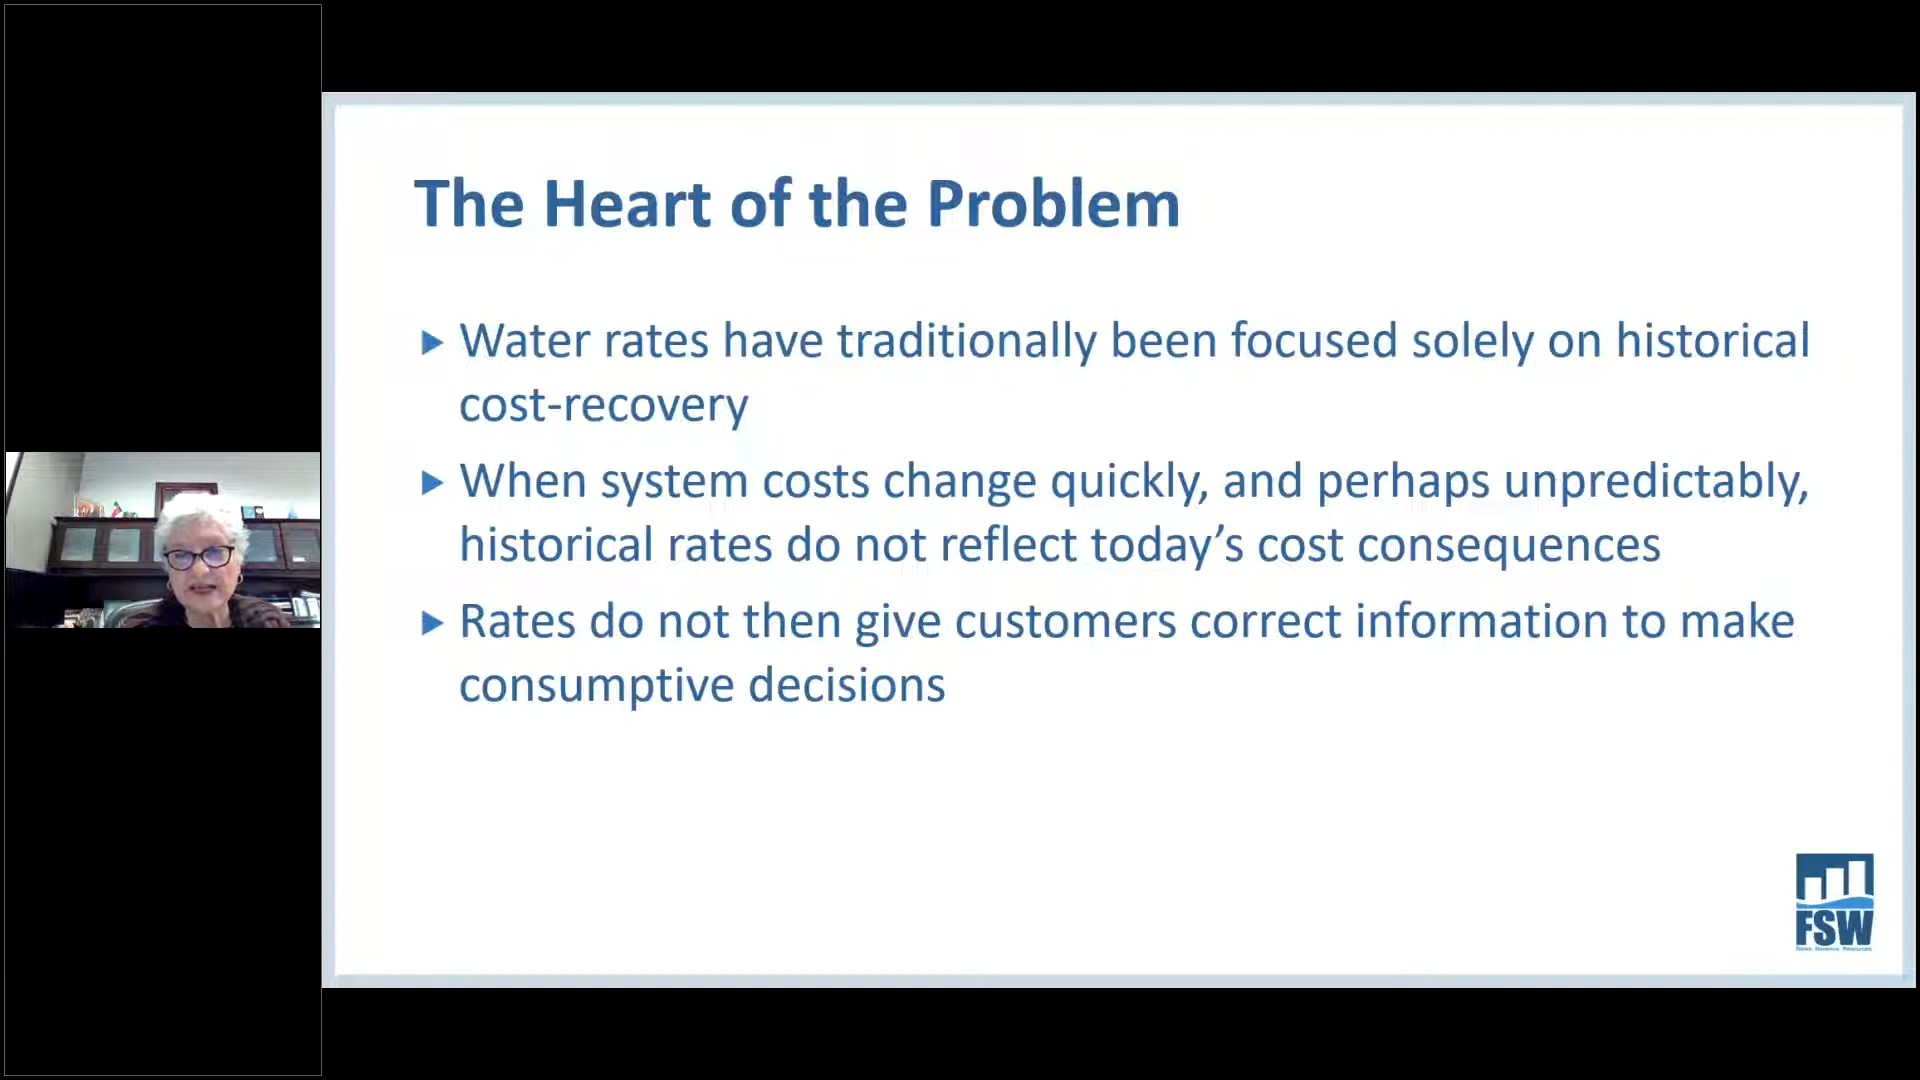 The Heart of the Problem
Water rates have traditionally been focused solely on historical
cost-recovery
When system costs change quickly, and perhaps unpredictably,
historical rates do not reflect today’s cost consequences
Rates do not then give customers correct information to make
consumptive decisions
FSW